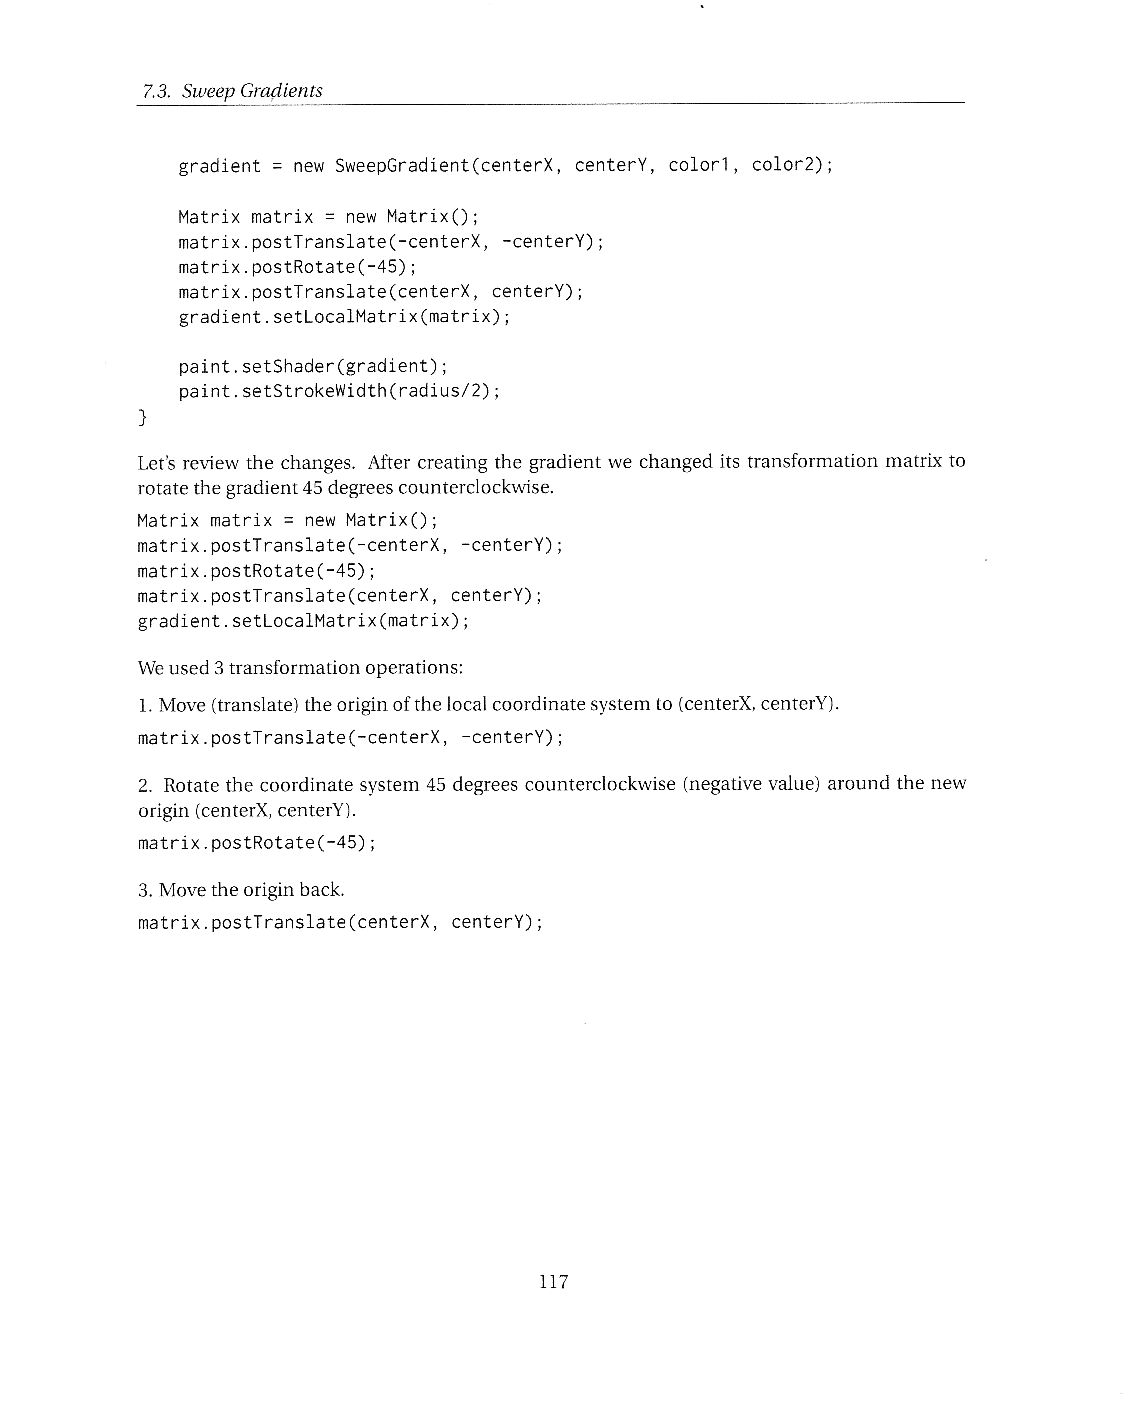 7.3. Sweep Gradients
gradient = new SweepGradient(centerX, centerY, color1, color2);
Matrix matrix = new Matrix();
matrix.postTranslate(-centerX, -centerY);
matrix.postRotate(-45);
matrix.postTranslate(centerX, centerY);
gradient.setLocalMatrix(matrix);
paint.setShader(gradient);
paint.setStrokeWidth(radius/2);
}
Let's review the changes. After creating the gradient we changed its transformation matrix to
rotate the gradient 45 degrees counterclockwise.
Matrix matrix = new Matrix();
matrix.postTranslate(-centerX, -centerY);
matrix.postRotate(-45);
matrix.postTranslate(centerX, centerY);
gradient.setLocalMatrix(matrix);
We used 3 transformation operations:
1. Move (translate) the origin of the local coordinate system to (centerX, centerY).
matrix.postTranslate(-centerX, -centerY);
2. Rotate the coordinate system 45 degrees counterclockwise (negative value) around the new
origin (centerX, centerY).
matrix.postRotate(-45);
3. Move the origin back.
matrix.postTranslate(centerX, centerY);
117